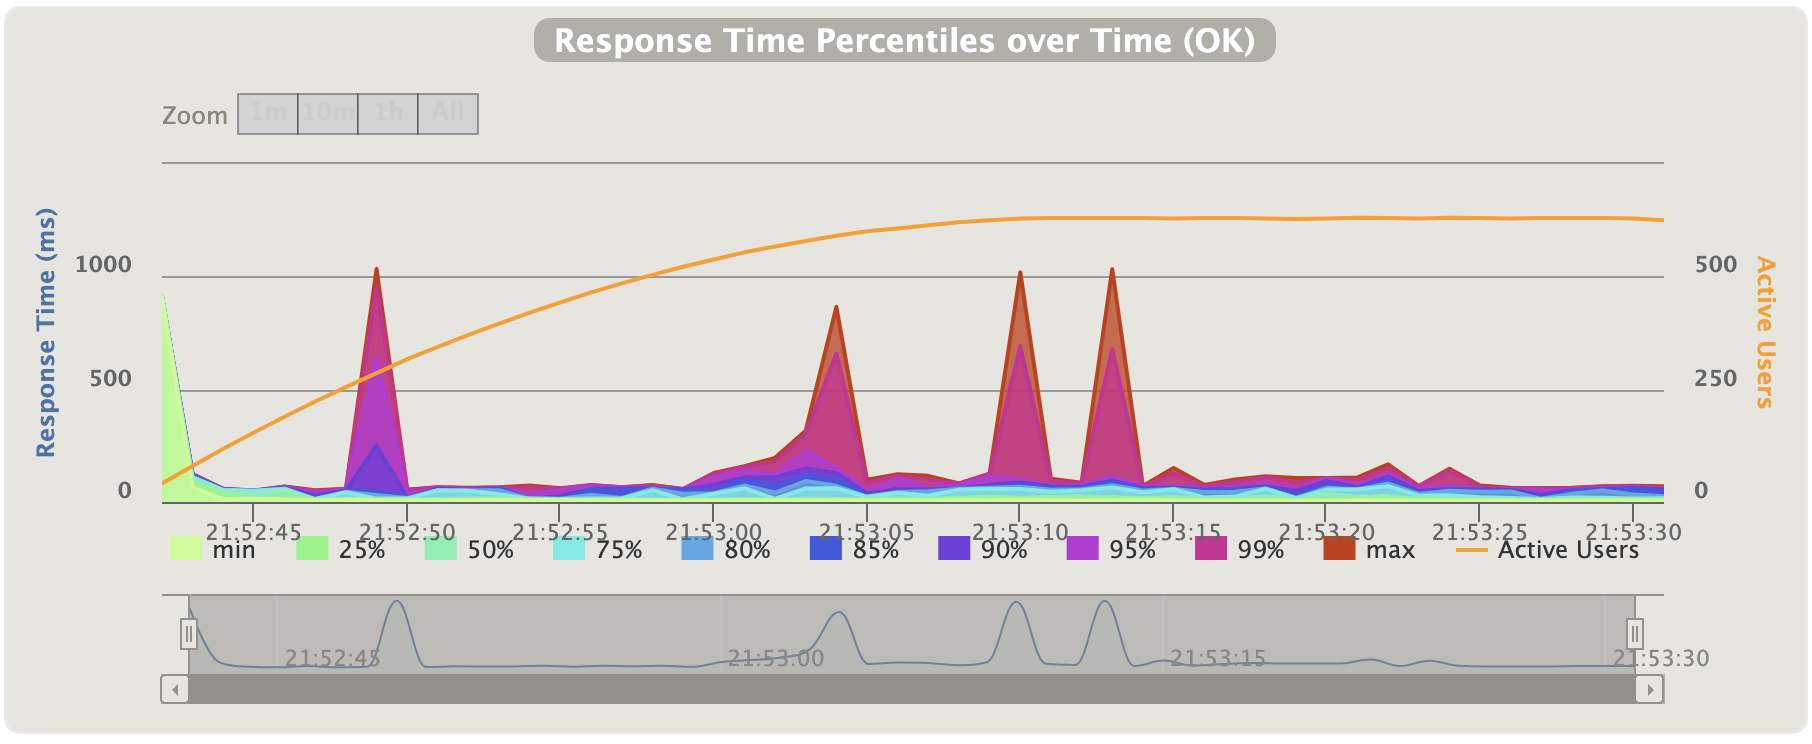 Response Time Percentiles over Time (OK)
Zoom 1m 10m 1h All
Response Time (ms)
1000
500
0
500
250
0
Active Users
21:52:45 21:52:50 21:52:55 21:53:00 21:53:05 21:53:10 21:53:15 21:53:20 21:53:25 21:53:30
min 25% 50% 75% 80% 85% 90% 95% 99% max Active Users
21:52:45 21:53:00 21:53:15 21:53:30